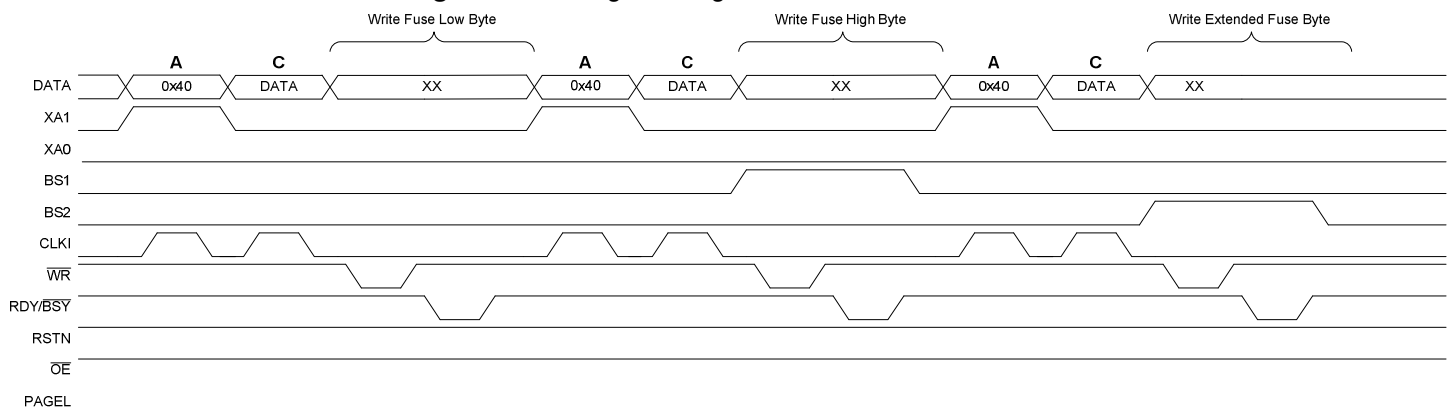 Write Fuse Low Byte Write Fuse High Byte Write Extended Fuse Byte
A C A C A C
DATA 0x40 DATA XX 0x40 DATA XX 0x40 DATA XX
XA1
XA0
BS1
BS2
CLKI
WR
RDY/BSY
RSTN
OE
PAGEL